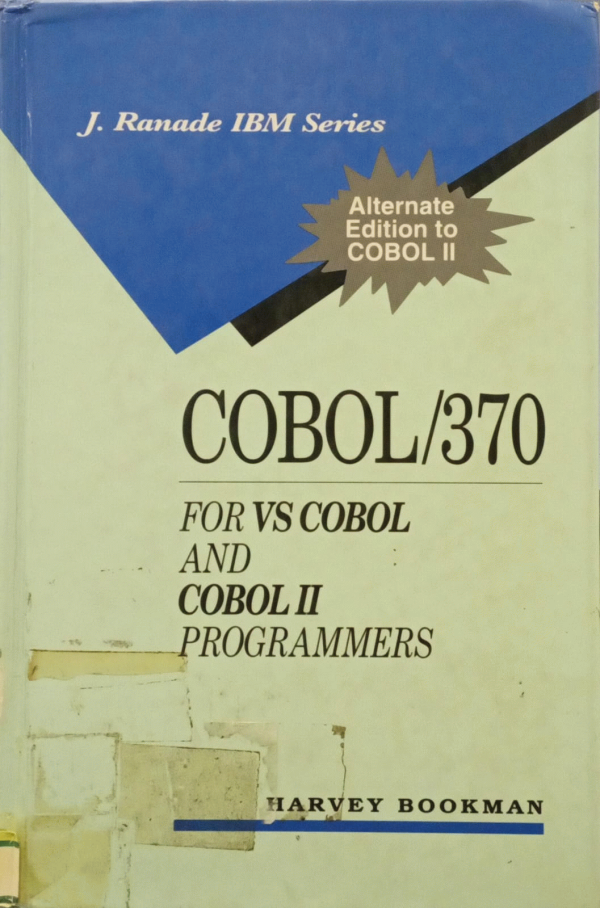 J. Ranade IBM Series
Alternate
Edition to
COBOL II
COBOL/370
FOR VS COBOL
AND
COBOL II
PROGRAMMERS
HARVEY BOOKMAN